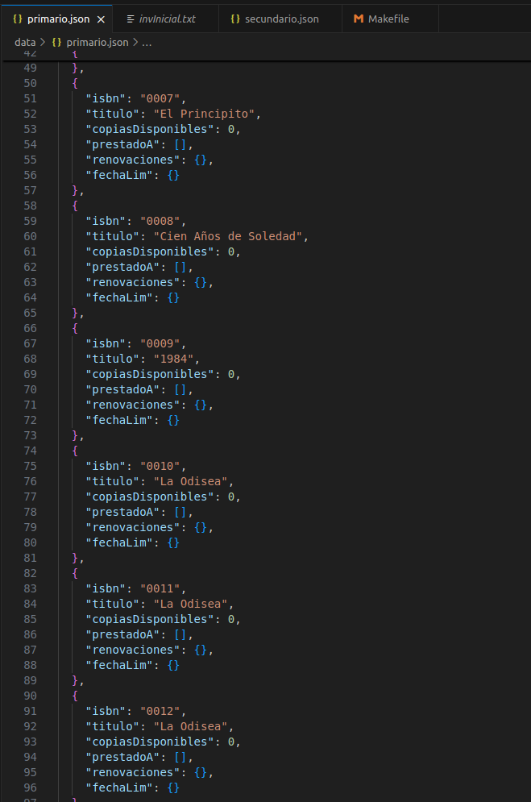 primario.json
invInicial.txt
secundario.json
Makefile
data > primario.json > ...
42 {
49 },
50 {
51 "isbn": "0007",
52 "titulo": "El Principito",
53 "copiasDisponibles": 0,
54 "prestadoA": [],
55 "renovaciones": {},
56 "fechaLim": {}
57 },
58 {
59 "isbn": "0008",
60 "titulo": "Cien Años de Soledad",
61 "copiasDisponibles": 0,
62 "prestadoA": [],
63 "renovaciones": {},
64 "fechaLim": {}
65 },
66 {
67 "isbn": "0009",
68 "titulo": "1984",
69 "copiasDisponibles": 0,
70 "prestadoA": [],
71 "renovaciones": {},
72 "fechaLim": {}
73 },
74 {
75 "isbn": "0010",
76 "titulo": "La Odisea",
77 "copiasDisponibles": 0,
78 "prestadoA": [],
79 "renovaciones": {},
80 "fechaLim": {}
81 },
82 {
83 "isbn": "0011",
84 "titulo": "La Odisea",
85 "copiasDisponibles": 0,
86 "prestadoA": [],
87 "renovaciones": {},
88 "fechaLim": {}
89 },
90 {
91 "isbn": "0012",
92 "titulo": "La Odisea",
93 "copiasDisponibles": 0,
94 "prestadoA": [],
95 "renovaciones": {},
96 "fechaLim": {}